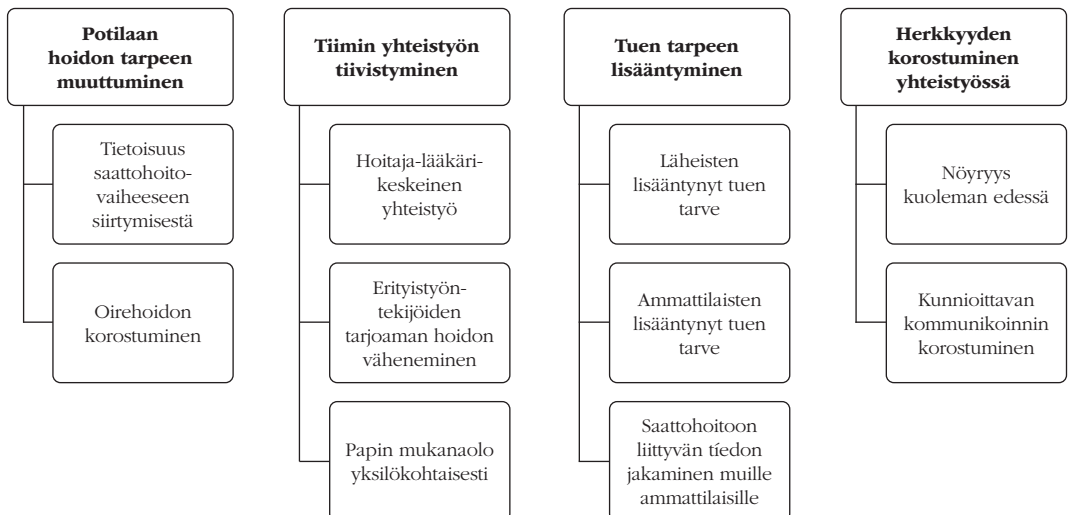 Potilaan
hoidon tarpeen
muuttuminen
Tietoisuus
saattohoito-
vaiheeseen
siirtymisestä
Oirehoidon
korostuminen
Tiimin yhteistyön
tiivistyminen
Hoitaja-lääkäri-
keskeinen
yhteistyö
Erityistyön-
tekijöiden
tarjoaman hoidon
väheneminen
Papin mukanaolo
yksilökohtaisesti
Tuen tarpeen
lisääntyminen
Läheisten
lisääntynyt tuen
tarve
Ammattilaisten
lisääntynyt tuen
tarve
Saattohoitoon
liittyvän tíedon
jakaminen muille
ammattilaisille
Herkkyyden
korostuminen
yhteistyössä
Nöyryys
kuoleman edessä
Kunnioittavan
kommunikoinnin
korostuminen